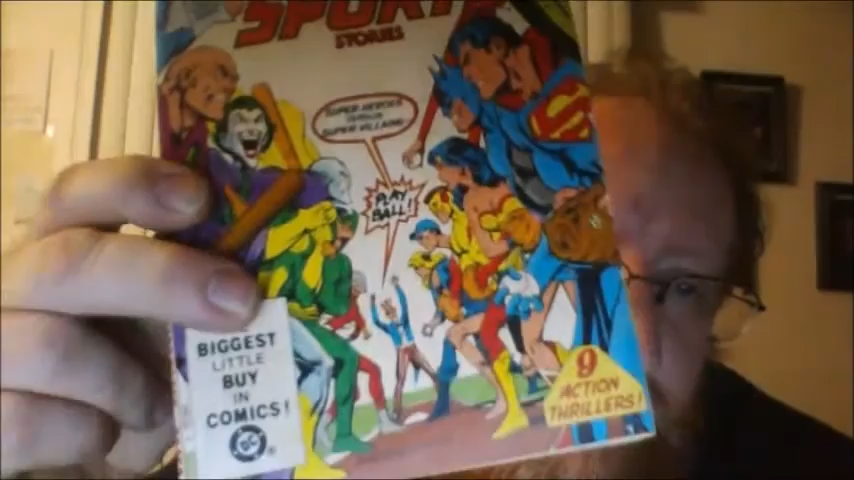 SPORTS
STORIES
SUPER-HEROES
VERSUS
SUPER-VILLAINS!
PLAY
BALL!
BIGGEST
LITTLE
BUY
IN
COMICS!
DC
®
9
ACTION
THRILLERS!